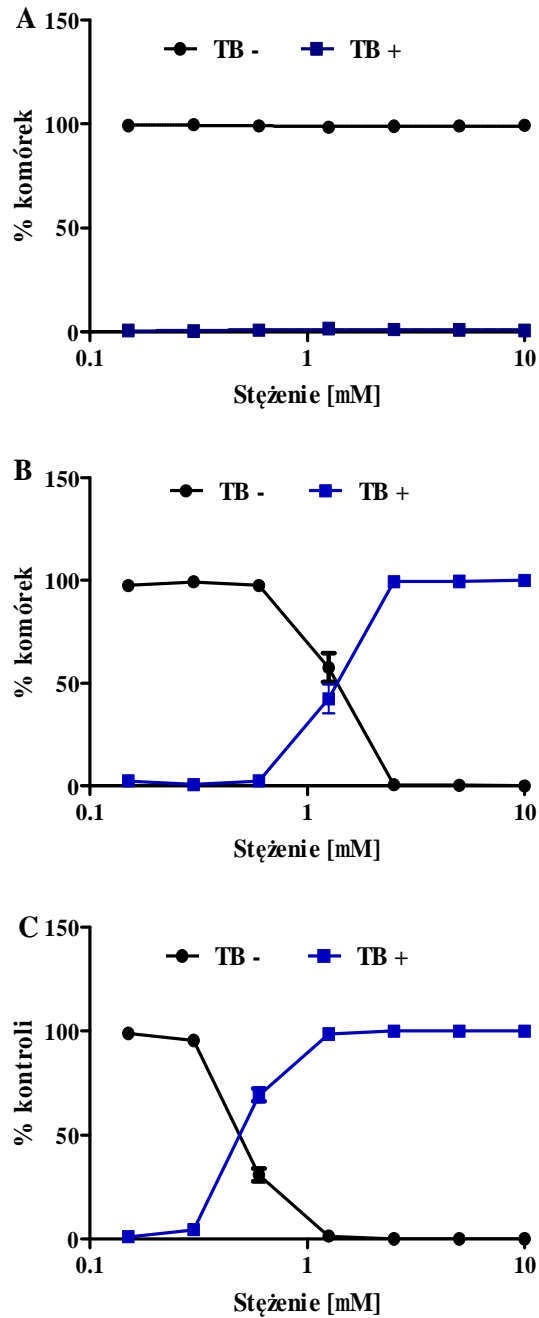 A
150
TB - TB +
100
50
0
% komórek
0.1 1 10
Stężenie [mM]
B
150
TB - TB +
100
50
0
% komórek
0.1 1 10
Stężenie [mM]
C
150
TB - TB +
100
50
0
% kontroli
0.1 1 10
Stężenie [mM]